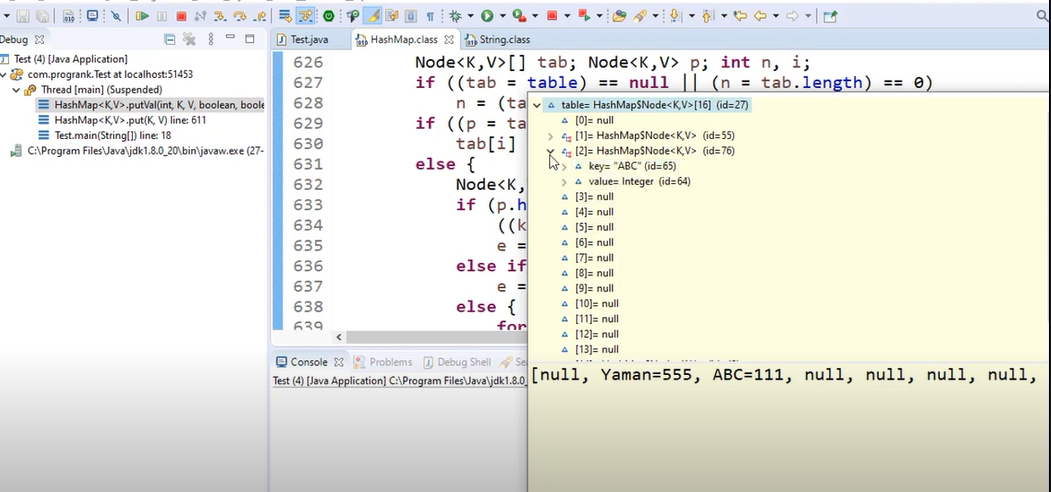 Debug
Test (4) [Java Application]
com.progrank.Test at localhost:51453
Thread [main] (Suspended)
HashMap<K,V>.putVal(int, K, V, boolean, boole
HashMap<K,V>.put(K, V) line: 611
Test.main(String[]) line: 18
C:\Program Files\Java\jdk1.8.0_20\bin\javaw.exe (27-
Test.java
HashMap.class
String.class
626 Node<K,V>[] tab; Node<K,V> p; int n, i;
627 if ((tab = table) == null || (n = tab.length) == 0)
628 n = (ta
629 if ((p = ta
630 tab[i]
631 else {
632 Node<K,
633 if (p.h
634 ((k
635 e =
636 else if
637 e =
638 else {
639 for
table= HashMap$Node<K,V>[16] (id=27)
[0]= null
[1]= HashMap$Node<K,V> (id=55)
[2]= HashMap$Node<K,V> (id=76)
key= "ABC" (id=65)
value= Integer (id=64)
[3]= null
[4]= null
[5]= null
[6]= null
[7]= null
[8]= null
[9]= null
[10]= null
[11]= null
[12]= null
[13]= null
[null, Yaman=555, ABC=111, null, null, null, null,
Console
Problems
Debug Shell
Se
Test (4) [Java Application] C:\Program Files\Java\jdk1.8.0_